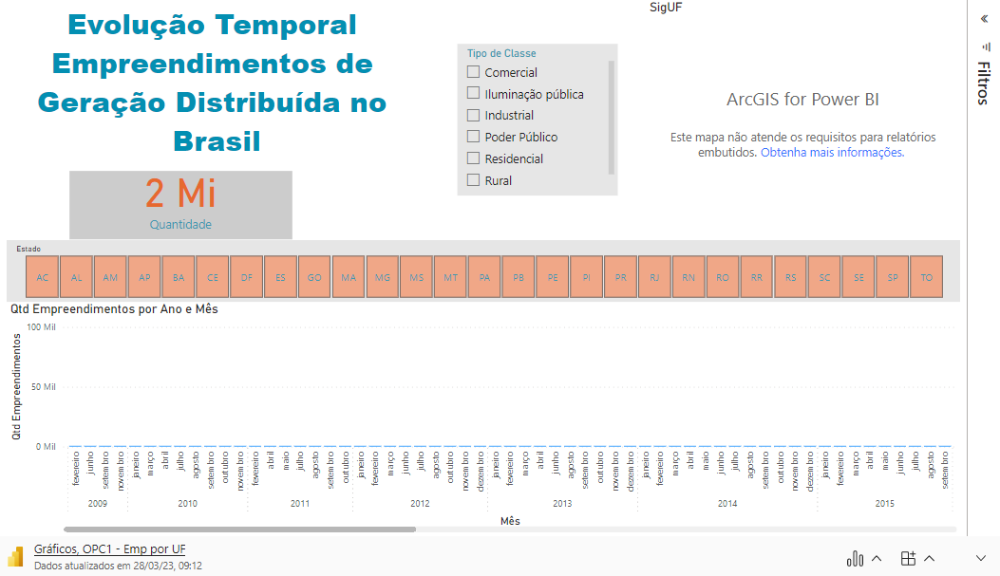 Evolução Temporal
Empreendimentos de
Geração Distribuída no
Brasil
2 Mi
Quantidade
Tipo de Classe
Comercial
Iluminação pública
Industrial
Poder Público
Residencial
Rural
SigUF
ArcGIS for Power BI
Este mapa não atende os requisitos para relatórios
embutidos. Obtenha mais informações.
Filtros
Estado
AC AL AM AP BA CE DF ES GO MA MG MS MT PA PB PE PI PR RJ RN RO RR RS SC SE SP TO
Qtd Empreendimentos por Ano e Mês
Qtd Empreendimentos
100 Mil
50 Mil
0 Mil
fevereiro junho setembro novembro janeiro março abril julho agosto outubro novembro fevereiro abril maio junho agosto setembro outubro janeiro fevereiro março junho julho agosto outubro novembro dezembro janeiro fevereiro março abril junho agosto setembro outubro novembro dezembro janeiro fevereiro março abril maio junho julho agosto setembro outubro novembro dezembro janeiro fevereiro março abril maio junho julho agosto setembro
2009 2010 2011 2012 2013 2014 2015
Mês
Gráficos, OPC1 - Emp por UF
Dados atualizados em 28/03/23, 09:12